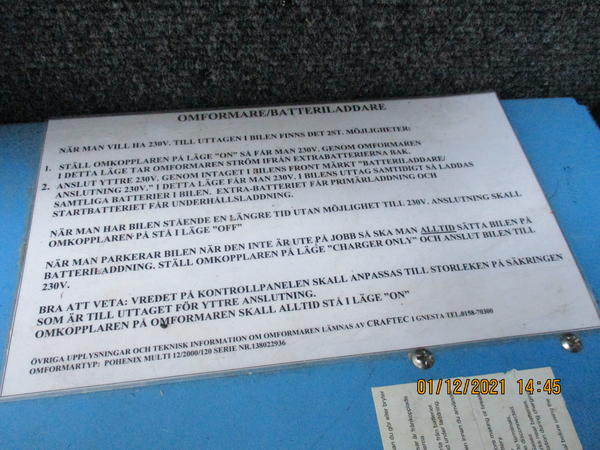 OMFORMARE/BATTERILADDARE
NÄR MAN VILL HA 230V. TILL UTTAGEN I BILEN FINNS DET 2ST. MÖJLIGHETER:
1. STÄLL OMKOPPLAREN PÅ LÄGE "ON" SÅ FÅR MAN 230V. GENOM OMFORMAREN
I DETTA LÄGE TAR OMFORMAREN STRÖM IFRÅN EXTRABATTERIERNA BAK.
2. ANSLUT YTTRE 230V. GENOM INTAGET I BILENS FRONT MÄRKT "BATTERILADDARE/
ANSLUTNING 230V." I DETTA LÄGE FÅR MAN 230V. I BILENS UTTAG SAMTIDIGT SÅ LADDAS
SAMTLIGA BATTERIER I BILEN. EXTRA-BATTERIET FÅR PRIMÄRLADDNING OCH
STARTBATTERIET FÅR UNDERHÅLLSLADDNING.
NÄR MAN HAR BILEN STÅENDE EN LÄNGRE TID UTAN MÖJLIGHET TILL 230V. ANSLUTNING SKALL
OMKOPPLAREN PÅ STÅ I LÄGE "OFF"
NÄR MAN PARKERAR BILEN NÄR DEN INTE ÄR UTE PÅ JOBB SÅ SKA MAN ALLTID SÄTTA BILEN PÅ
BATTERILADDNING. STÄLL OMKOPPLAREN PÅ LÄGE "CHARGER ONLY" OCH ANSLUT BILEN TILL
230V.
BRA ATT VETA: VREDET PÅ KONTROLLPANELEN SKALL ANPASSAS TILL STORLEKEN PÅ SÄKRINGEN
SOM ÄR TILL UTTAGET FÖR YTTRE ANSLUTNING.
OMKOPPLAREN PÅ OMFORMAREN SKALL ALLTID STÅ I LÄGE "ON"
ÖVRIGA UPPLYSNINGAR OCH TEKNISK INFORMATION OM OMFORMAREN LÄMNAS AV CRAFTEC I GNESTA TEL.0158-70300
OMFORMARTYP: POHENIX MULTI 12/2000/120 SERIE NR.138022936
01/12/2021 14:45